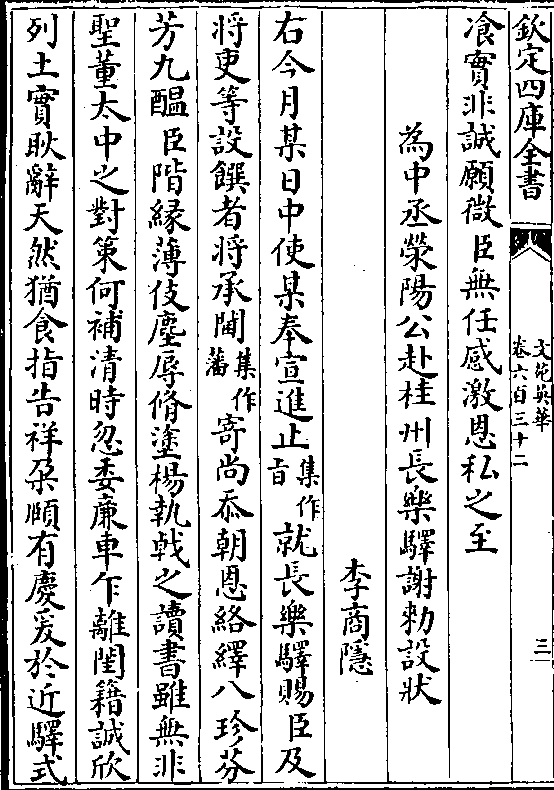 欽定四庫全書
文苑英華
卷六百三十二
三
飡實非誠願微臣無任感激恩私之至
為中丞滎陽公赴桂州長樂驛謝勑設狀
李商隱
右今月某日中使某奉宣進止集作旨就長樂驛賜臣及
將吏等設饌者將承閫集作藩寄尚忝朝恩絡繹八珍芬
芳九醖臣階緣薄伎塵辱脩塗楊執戟之讀書雖無非
聖董太中之對策何補清時忽委亷車乍離閨籍誠欣
列土實耿辭天然猶食指告祥朶頤有慶爰於近驛式